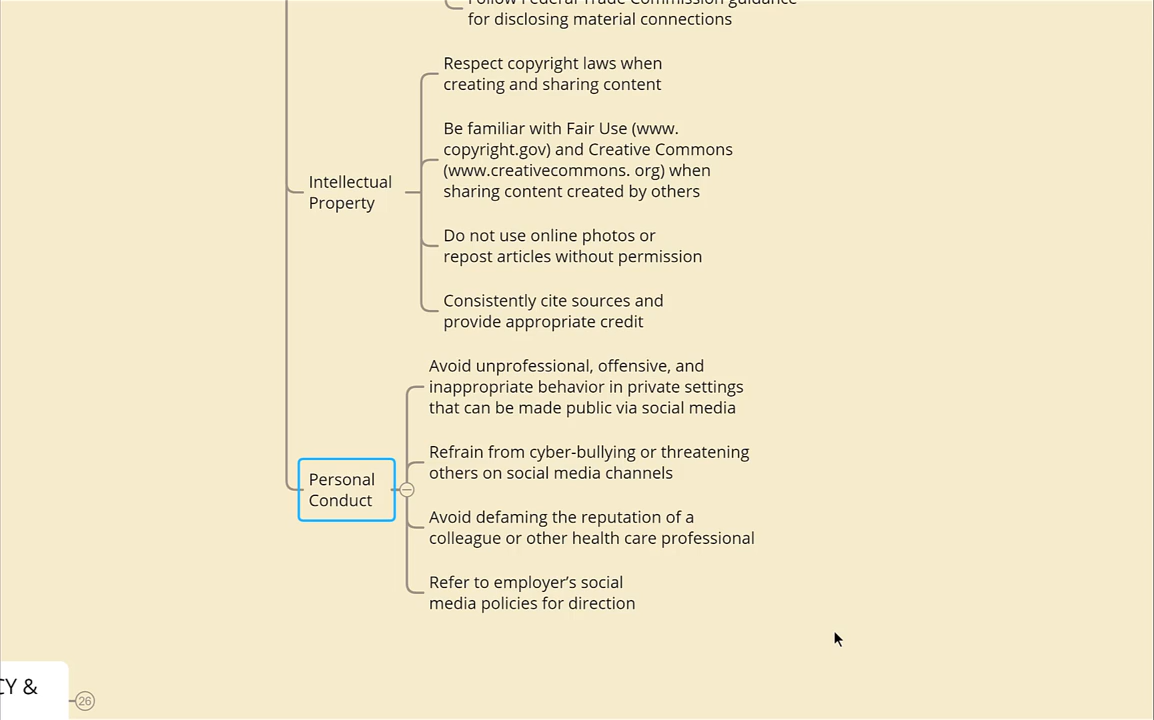 Follow Federal Trade Commission guidance
for disclosing material connections
Respect copyright laws when
creating and sharing content
Be familiar with Fair Use (www.
copyright.gov) and Creative Commons
(www.creativecommons. org) when
sharing content created by others
Intellectual
Property
Do not use online photos or
repost articles without permission
Consistently cite sources and
provide appropriate credit
Avoid unprofessional, offensive, and
inappropriate behavior in private settings
that can be made public via social media
Refrain from cyber-bullying or threatening
others on social media channels
Personal
Conduct
Avoid defaming the reputation of a
colleague or other health care professional
Refer to employer’s social
media policies for direction
&
26